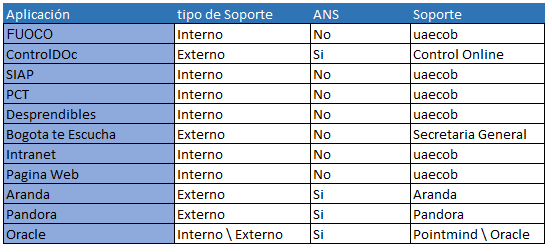 Aplicación tipo de Soporte ANS Soporte
FUOCO Interno No uaecob
ControlDOc Externo Si Control Online
SIAP Interno No uaecob
PCT Interno No uaecob
Desprendibles Interno No uaecob
Bogota te Escucha Externo No Secretaria General
Intranet Interno No uaecob
Pagina Web Interno No uaecob
Aranda Externo Si Aranda
Pandora Externo Si Pandora
Oracle Interno \ Externo Si Pointmind \ Oracle